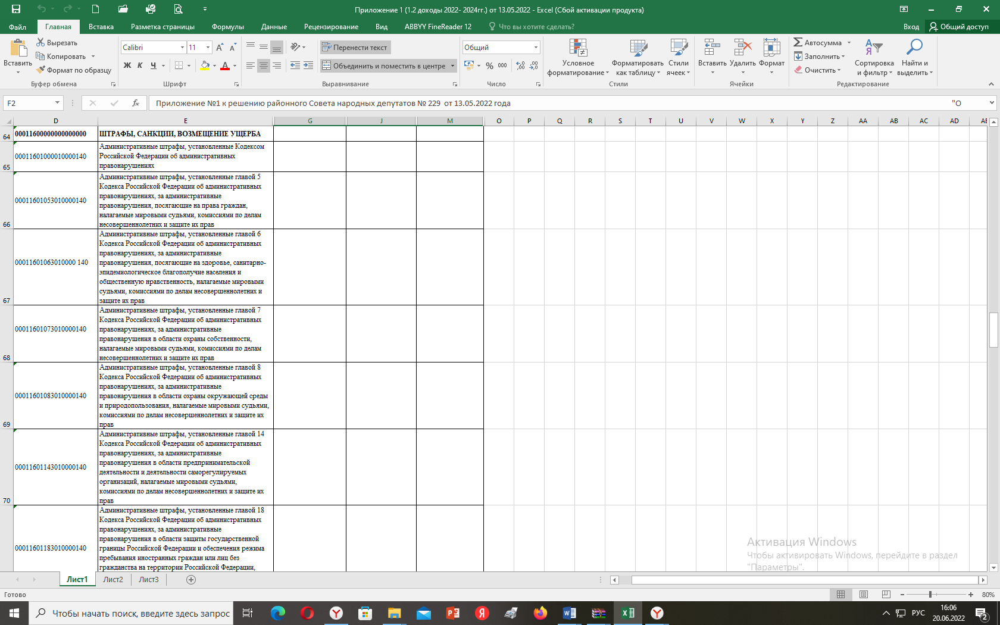 Приложение 1 (1.2 доходы 2022- 2024гг.) от 13.05.2022 - Excel (Сбой активации продукта)
Файл Главная Вставка Разметка страницы Формулы Данные Рецензирование Вид ABBYY FineReader 12 Что вы хотите сделать? Вход Общий доступ
Вставить
Вырезать
Копировать
Формат по образцу
Буфер обмена
Calibri 11
Ж К Ч
Шрифт
Перенести текст
Объединить и поместить в центре
Выравнивание
Общий
% 000
Число
Условное форматирование
Форматировать как таблицу
Стили ячеек
Стили
Вставить Удалить Формат
Ячейки
Автосумма
Заполнить
Очистить
Сортировка и фильтр
Найти и выделить
Редактирование
F2 fx Приложение №1 к решению районного Совета народных депутатов № 229 от 13.05.2022 года "О
D E G J M O P Q R S T U V W X Y Z AA AB AC AD AE
64 00011600000000000000 ШТРАФЫ, САНКЦИИ, ВОЗМЕЩЕНИЕ УЩЕРБА
65 00011601000010000140 Административные штрафы, установленные Кодексом
Российской Федерации об административных
правонарушениях
66 00011601053010000140 Административные штрафы, установленные главой 5
Кодекса Российской Федерации об административных
правонарушениях, за административные
правонарушения, посягающие на права граждан,
налагаемые мировыми судьями, комиссиями по делам
несовершеннолетних и защите их прав
67 00011601063010000 140 Административные штрафы, установленные главой 6
Кодекса Российской Федерации об административных
правонарушениях, за административные
правонарушения, посягающие на здоровье, санитарно-
эпидемиологическое благополучие населения и
общественную нравственность, налагаемые мировыми
судьями, комиссиями по делам несовершеннолетних и
защите их прав
68 00011601073010000140 Административные штрафы, установленные главой 7
Кодекса Российской Федерации об административных
правонарушениях, за административные
правонарушения в области охраны собственности,
налагаемые мировыми судьями, комиссиями по делам
несовершеннолетних и защите их прав
69 00011601083010000140 Административные штрафы, установленные главой 8
Кодекса Российской Федерации об административных
правонарушениях, за административные
правонарушения в области охраны окружающей среды
и природопользования, налагаемые мировыми судьями,
комиссиями по делам несовершеннолетних и защите их
прав
70 00011601143010000140 Административные штрафы, установленные главой 14
Кодекса Российской Федерации об административных
правонарушениях, за административные
правонарушения в области предпринимательской
деятельности и деятельности саморегулируемых
организаций, налагаемые мировыми судьями,
комиссиями по делам несовершеннолетних и защите их
прав
00011601183010000140 Административные штрафы, установленные главой 18
Кодекса Российской Федерации об административных
правонарушениях, за административные
правонарушения в области защиты государственной
границы Российской Федерации и обеспечения режима
пребывания иностранных граждан или лиц без
гражданства на территории Российской Федерации,
Активация Windows
Чтобы активировать Windows, перейдите в раздел
"Параметры".
Лист1 Лист2 Лист3
Готово 80%
Чтобы начать поиск, введите здесь запрос
РУС 16:06
20.06.2022 2